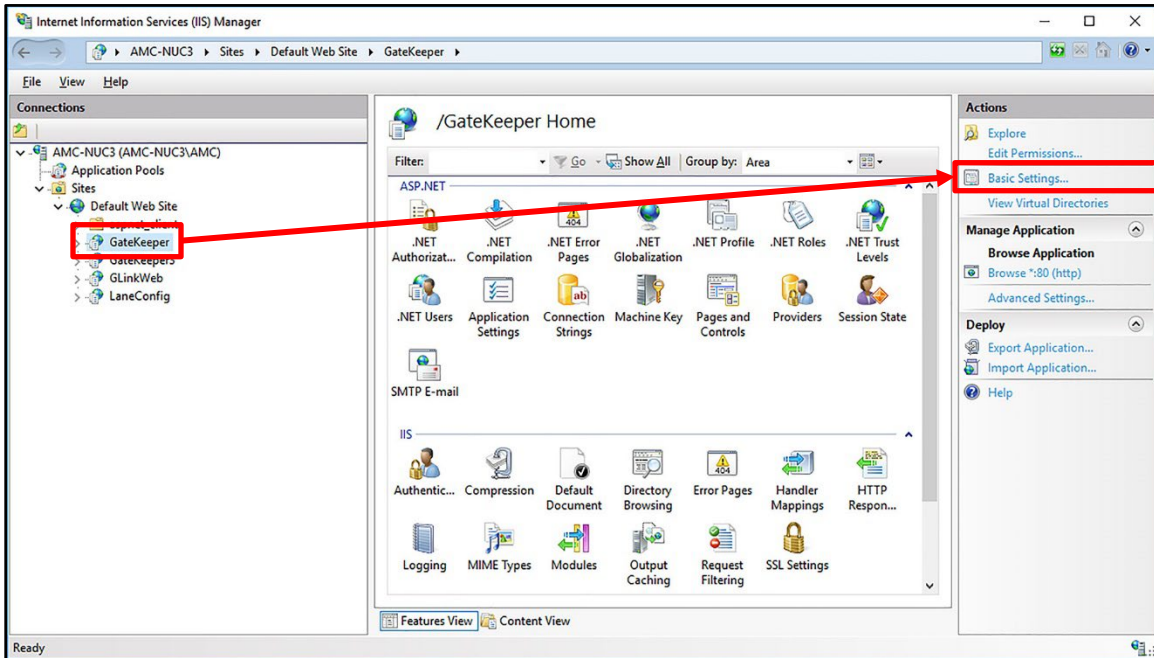 Internet Information Services (IIS) Manager
AMC-NUC3 Sites Default Web Site GateKeeper
File View Help
Connections
AMC-NUC3 (AMC-NUC3\AMC)
Application Pools
Sites
Default Web Site
aspnet_client
GateKeeper
GateKeeper3
GLinkWeb
LaneConfig
/GateKeeper Home
Filter: Go Show All Group by: Area
ASP.NET
.NET Authorizat...
.NET Compilation
.NET Error Pages
.NET Globalization
.NET Profile
.NET Roles
.NET Trust Levels
.NET Users
Application Settings
Connection Strings
Machine Key
Pages and Controls
Providers
Session State
SMTP E-mail
IIS
Authentic...
Compression
Default Document
Directory Browsing
Error Pages
Handler Mappings
HTTP Respon...
Logging
MIME Types
Modules
Output Caching
Request Filtering
SSL Settings
Features View Content View
Actions
Explore
Edit Permissions...
Basic Settings...
View Virtual Directories
Manage Application
Browse Application
Browse *:80 (http)
Advanced Settings...
Deploy
Export Application...
Import Application...
Help
Ready